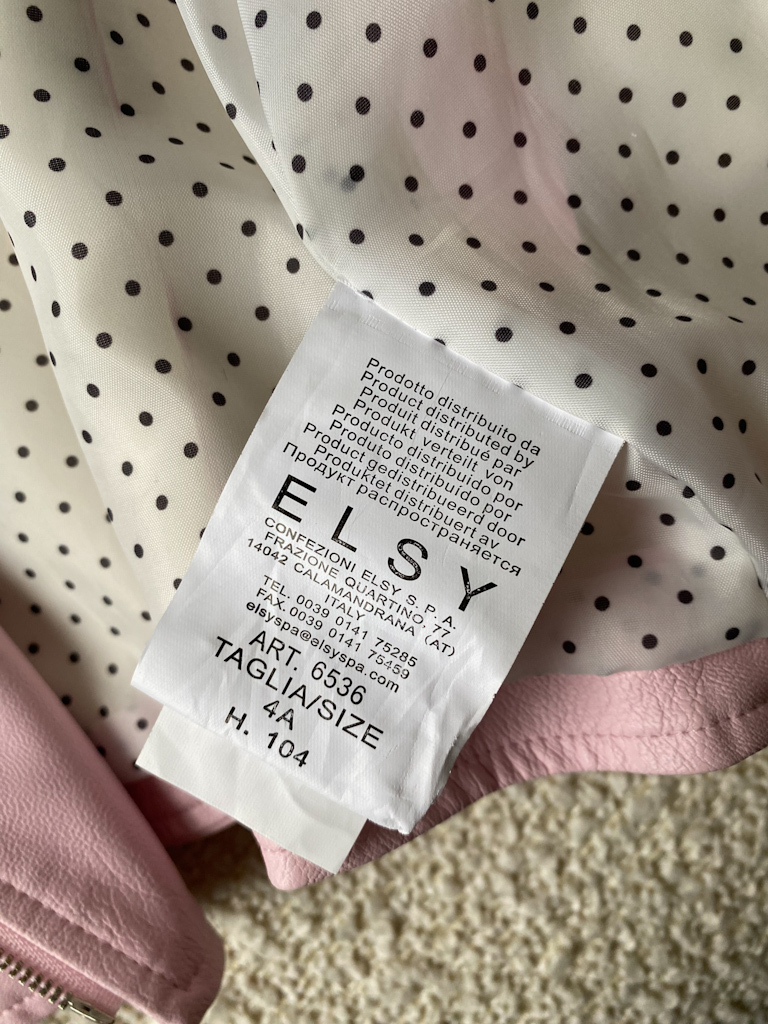 Prodotto distribuito da
Product distributed by
Produit distribué par
Produkt verteilt von
Producto distribuido por
Produto distribuido por
Product gedistribueerd door
Produktet distribuert av
Продукт распространяется
ELSY
CONFEZIONI ELSY S.P.A.
FRAZIONE QUARTINO, 77
14042 CALAMANDRANA (AT)
ITALY
TEL. 0039 0141 75285
FAX. 0039 0141 75459
elsyspa@elsyspa.com
ART. 6536
TAGLIA/SIZE
4A
H. 104